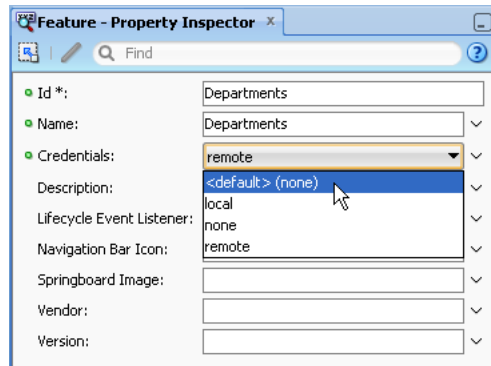 Feature - Property Inspector x
Find
Id *: Departments
Name: Departments
Credentials: remote
Description: <default> (none)
local
Lifecycle Event Listener: none
Navigation Bar Icon: remote
Springboard Image:
Vendor:
Version: